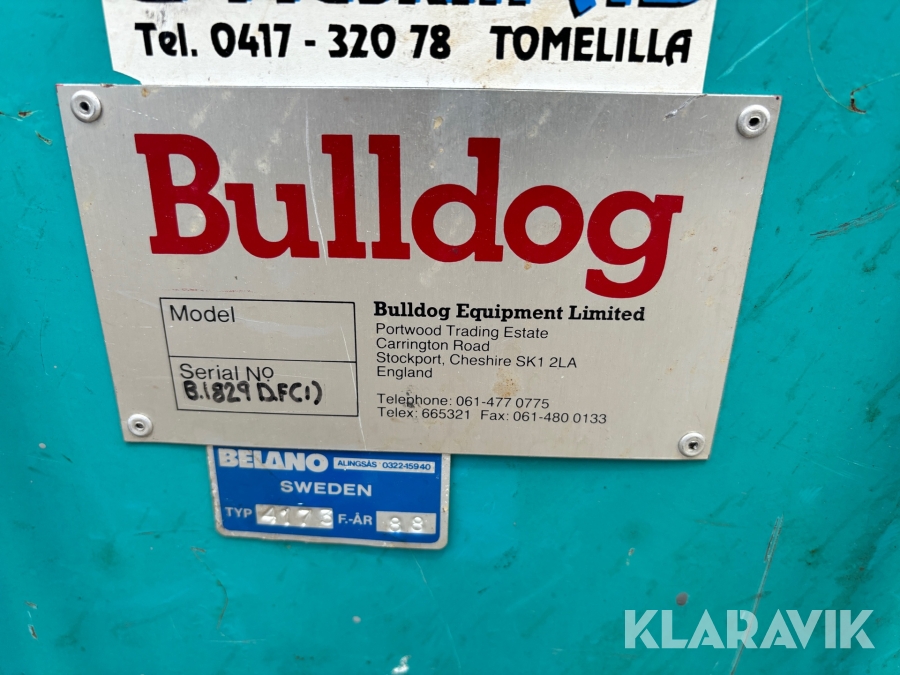 Tel. 0417 - 320 78 TOMELILLA
Bulldog
Model
Serial No
B.1829 D.F(1)
Bulldog Equipment Limited
Portwood Trading Estate
Carrington Road
Stockport, Cheshire SK1 2LA
England
Telephone: 061-477 0775
Telex: 665321 Fax: 061-480 0133
BELANO ALINGSÅS 0322-15940
SWEDEN
TYP 4173 F.-ÅR 88
KLARAVIK